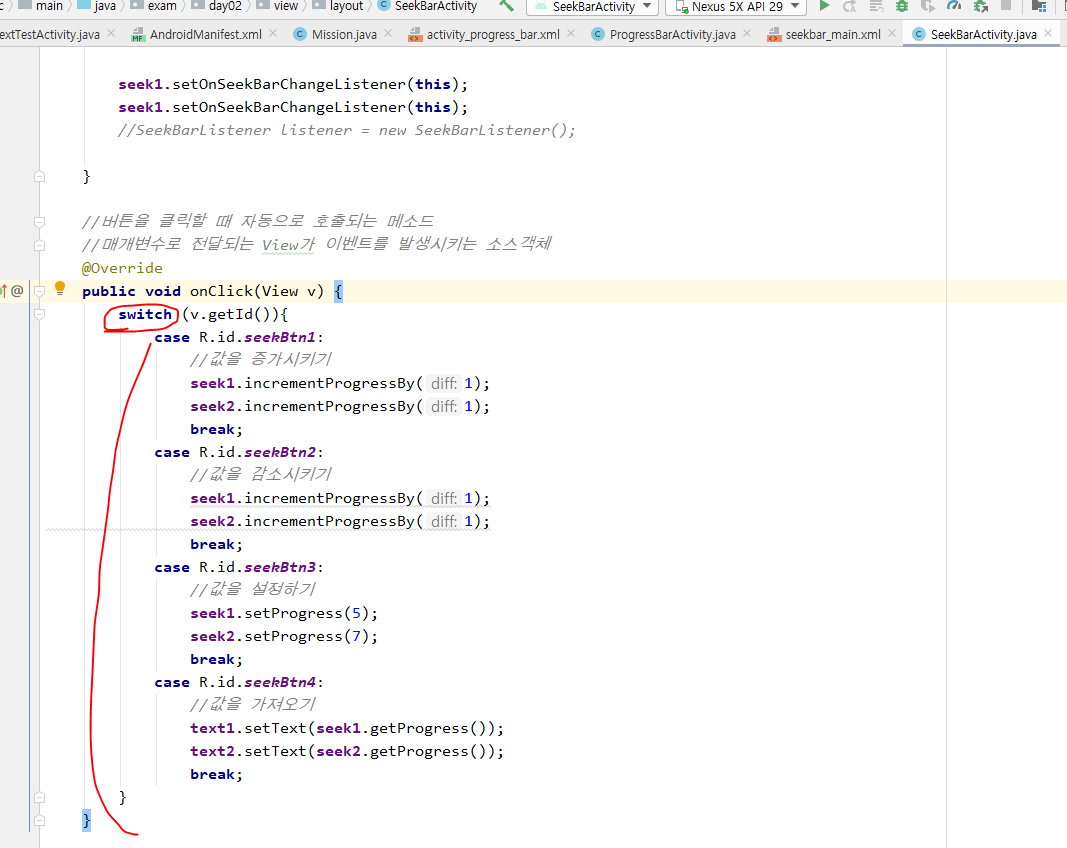 main java exam day02 view layout SeekBarActivity SeekBarActivity Nexus 5X API 29
extTestActivity.java AndroidManifest.xml Mission.java activity_progress_bar.xml ProgressBarActivity.java seekbar_main.xml SeekBarActivity.java
seek1.setOnSeekBarChangeListener(this);
seek1.setOnSeekBarChangeListener(this);
//SeekBarListener listener = new SeekBarListener();
}
//버튼을 클릭할 때 자동으로 호출되는 메소드
//매개변수로 전달되는 View가 이벤트를 발생시키는 소스객체
@Override
public void onClick(View v) {
switch (v.getId()){
case R.id.seekBtn1:
//값을 증가시키기
seek1.incrementProgressBy( diff: 1);
seek2.incrementProgressBy( diff: 1);
break;
case R.id.seekBtn2:
//값을 감소시키기
seek1.incrementProgressBy( diff: 1);
seek2.incrementProgressBy( diff: 1);
break;
case R.id.seekBtn3:
//값을 설정하기
seek1.setProgress(5);
seek2.setProgress(7);
break;
case R.id.seekBtn4:
//값을 가져오기
text1.setText(seek1.getProgress());
text2.setText(seek2.getProgress());
break;
}
}